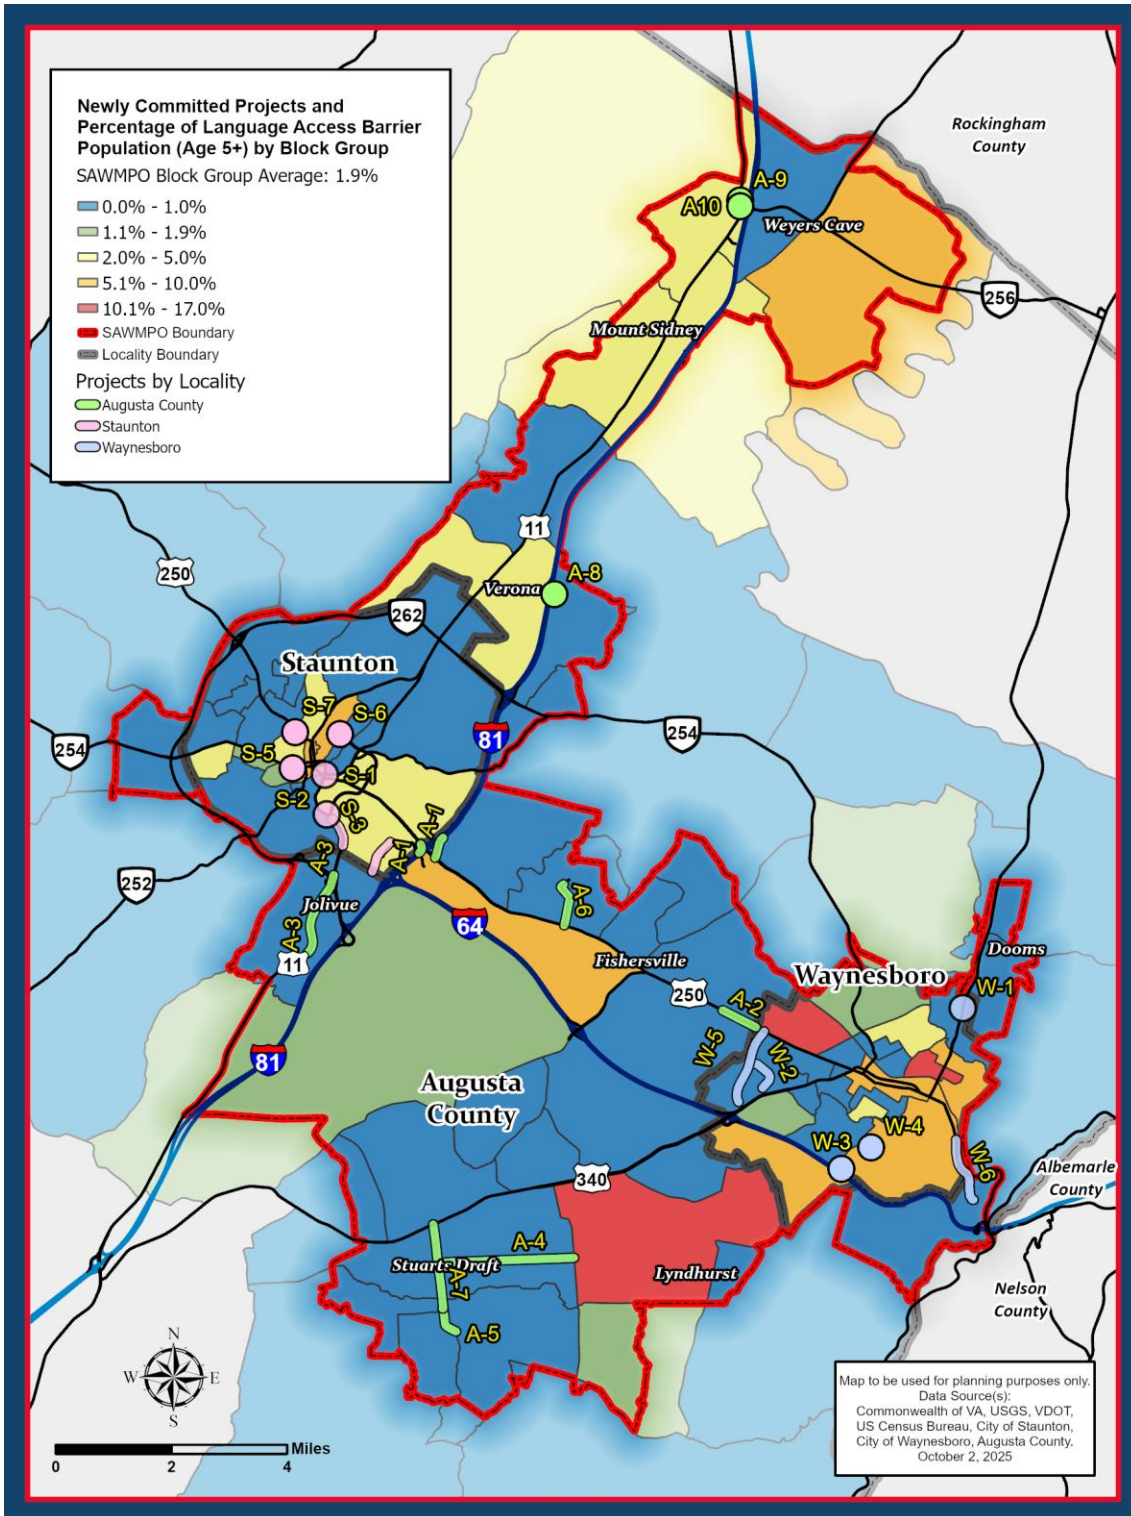 Newly Committed Projects and
Percentage of Language Access Barrier
Population (Age 5+) by Block Group
SAWMPO Block Group Average: 1.9%
0.0% - 1.0%
1.1% - 1.9%
2.0% - 5.0%
5.1% - 10.0%
10.1% - 17.0%
SAWMPO Boundary
Locality Boundary
Projects by Locality
Augusta County
Staunton
Waynesboro
Rockingham
County
A-9
A10
Weyers Cave
256
Mount Sidney
11
250
A-8
Verona
262
Staunton
S-7
S-6
254
81
254
S-5
S-1
S-2
S-3
A-1
A-1
A-3
252
Jolivue
A-6
64
A-3
11
Fishersville
Waynesboro
Dooms
W-1
250
A-2
W-5
W-2
81
Augusta
County
W-4
W-3
W-6
340
Albemarle
County
A-4
Stuarts Draft
A-7
Lyndhurst
A-5
Nelson
County
N
W
E
S
Miles
0
2
4
Map to be used for planning purposes only.
Data Source(s):
Commonwealth of VA, USGS, VDOT,
US Census Bureau, City of Staunton,
City of Waynesboro, Augusta County.
October 2, 2025